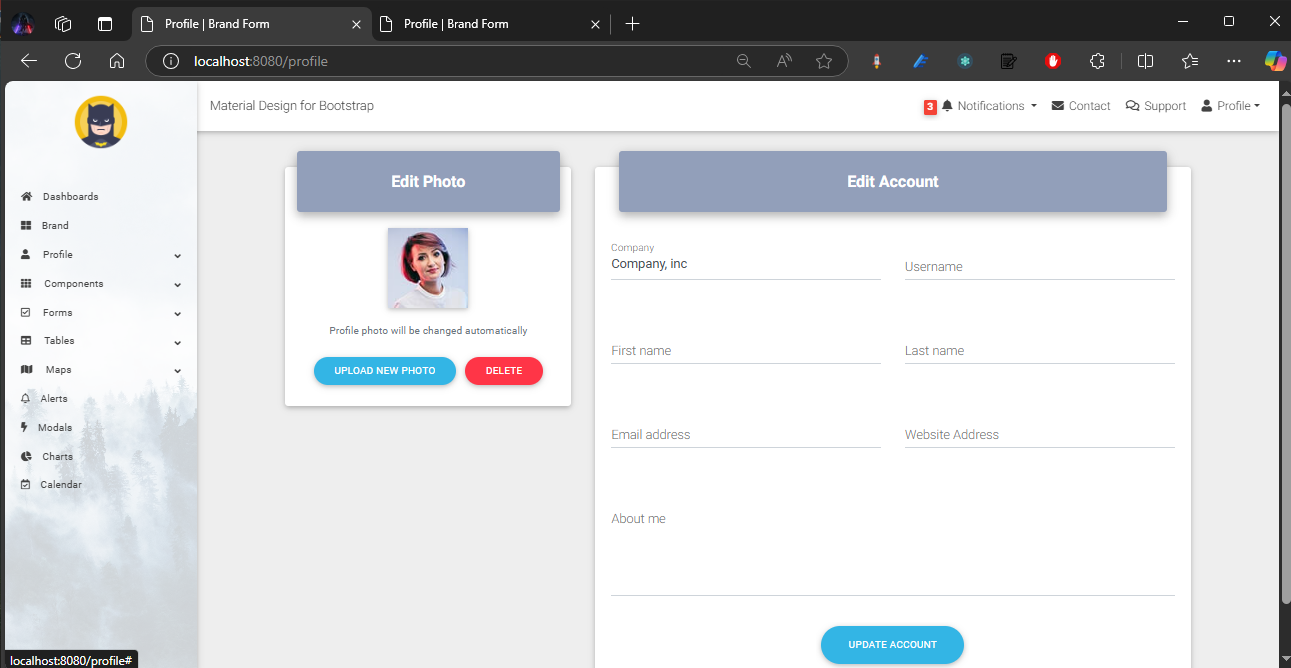 Profile | Brand Form
Profile | Brand Form
localhost:8080/profile
Material Design for Bootstrap
3 Notifications
Contact
Support
Profile
Dashboards
Brand
Profile
Components
Forms
Tables
Maps
Alerts
Modals
Charts
Calendar
Edit Photo
Profile photo will be changed automatically
UPLOAD NEW PHOTO
DELETE
Edit Account
Company
Company, inc
Username
First name
Last name
Email address
Website Address
About me
UPDATE ACCOUNT
localhost:8080/profile#